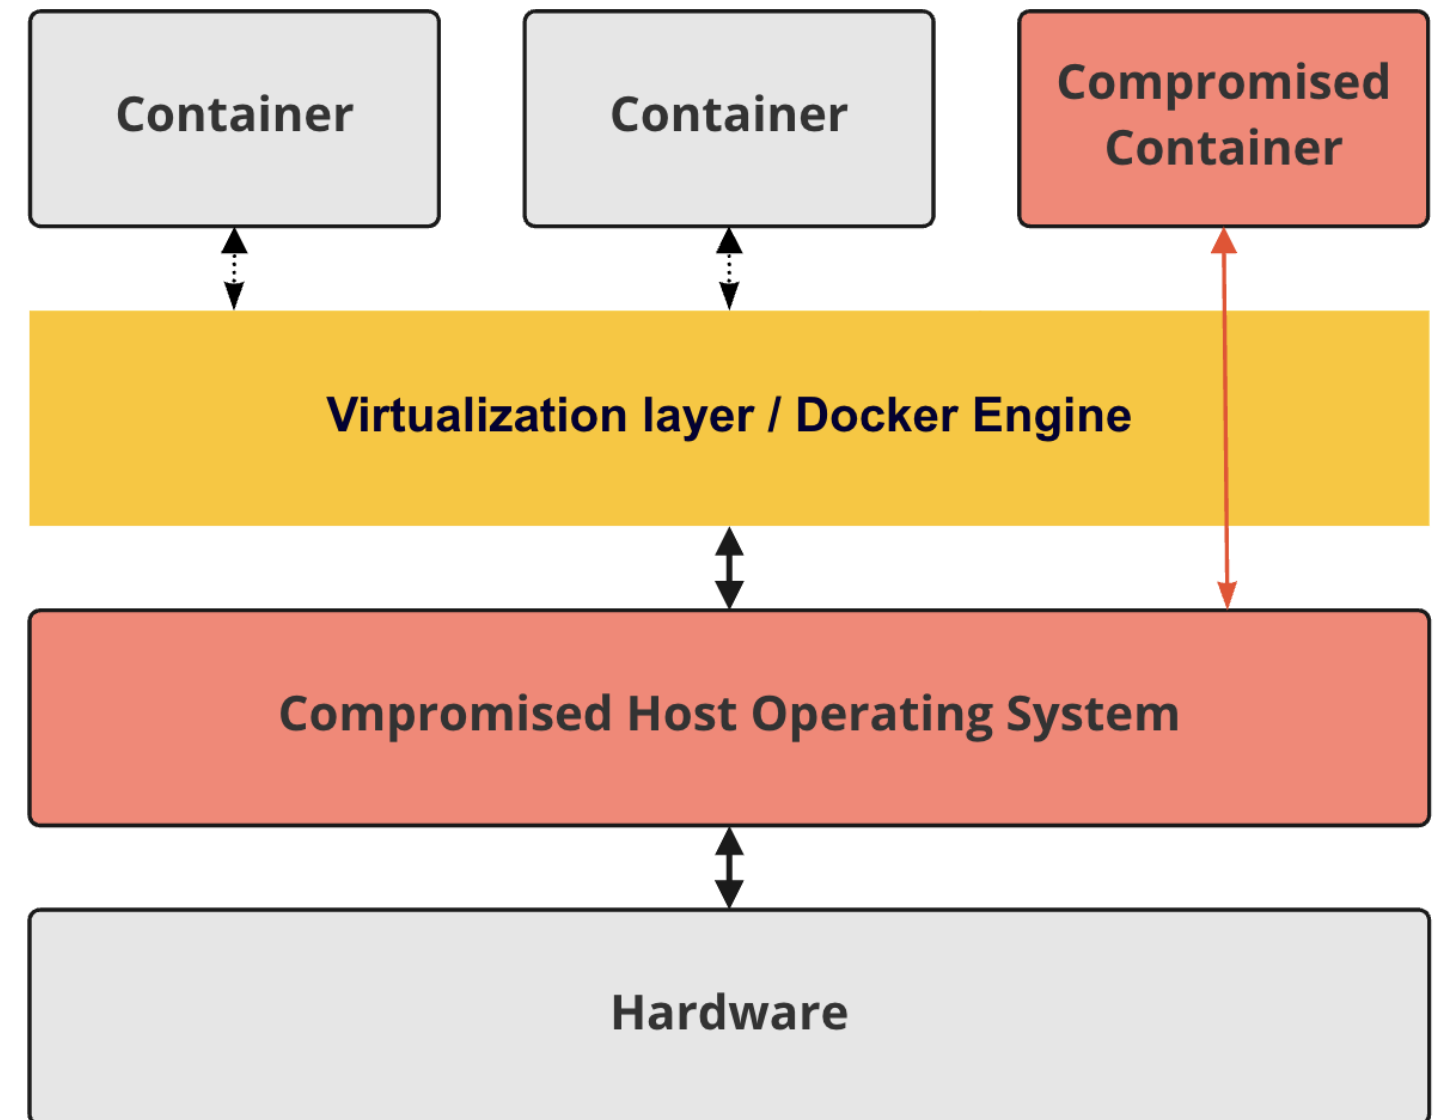 Container
Container
Compromised
Container
Virtualization layer / Docker Engine
Compromised Host Operating System
Hardware